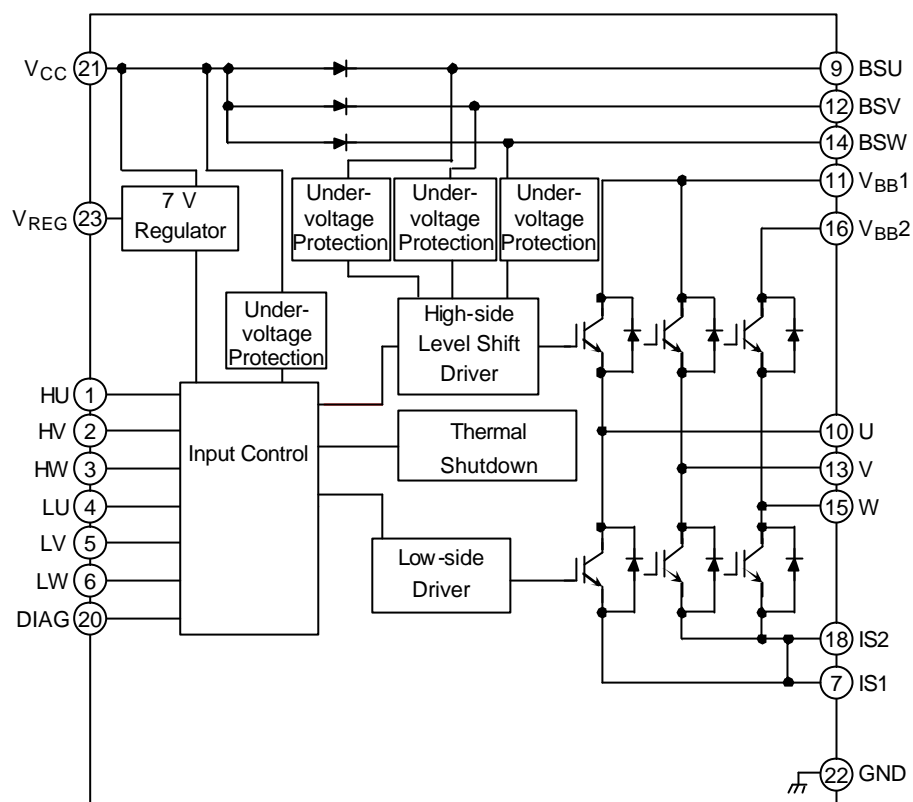 VCC 21
9 BSU
12 BSV
14 BSW
11 VBB1
16 VBB2
7 V
Regulator
VREG 23
Under-
voltage
Protection
Under-
voltage
Protection
Under-
voltage
Protection
Under-
voltage
Protection
High-side
Level Shift
Driver
HU 1
HV 2
HW 3
LU 4
LV 5
LW 6
DIAG 20
Input Control
Thermal
Shutdown
Low-side
Driver
10 U
13 V
15 W
18 IS2
7 IS1
22 GND